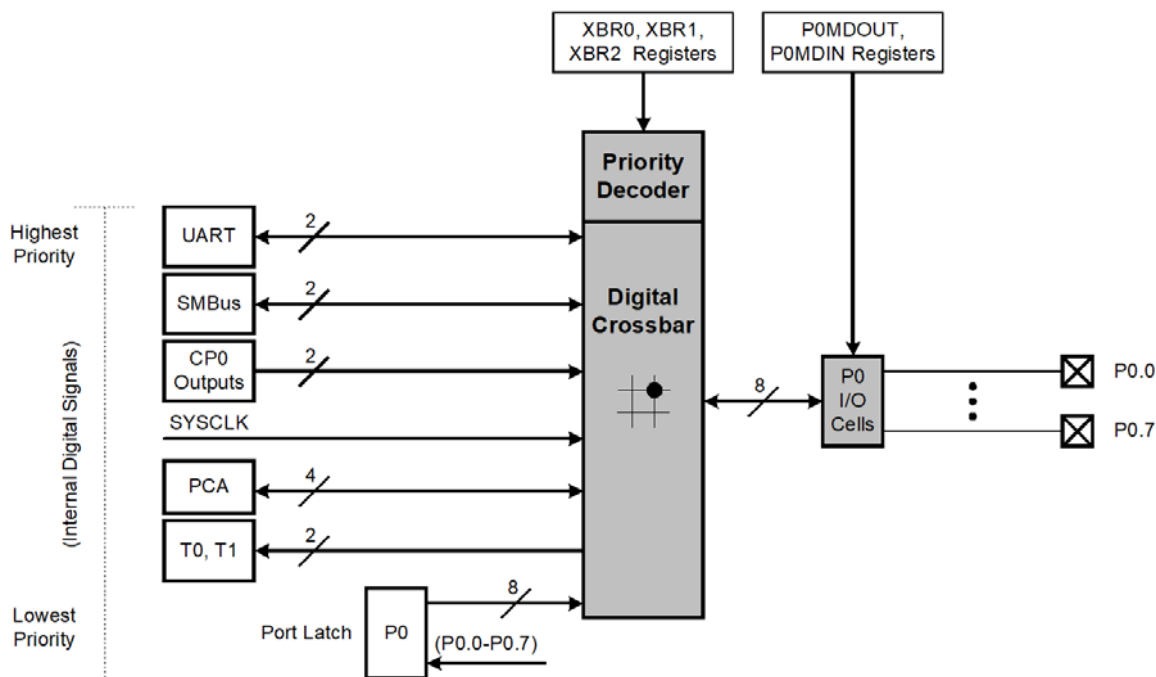 XBR0, XBR1,
XBR2 Registers
P0MDOUT,
P0MDIN Registers
Priority
Decoder
Highest
Priority
UART
2
SMBus
2
Digital
Crossbar
CP0
Outputs
2
P0
I/O
Cells
8
P0.0
P0.7
SYSCLK
(Internal Digital Signals)
PCA
4
T0, T1
2
Lowest
Priority
Port Latch
P0
8
(P0.0-P0.7)